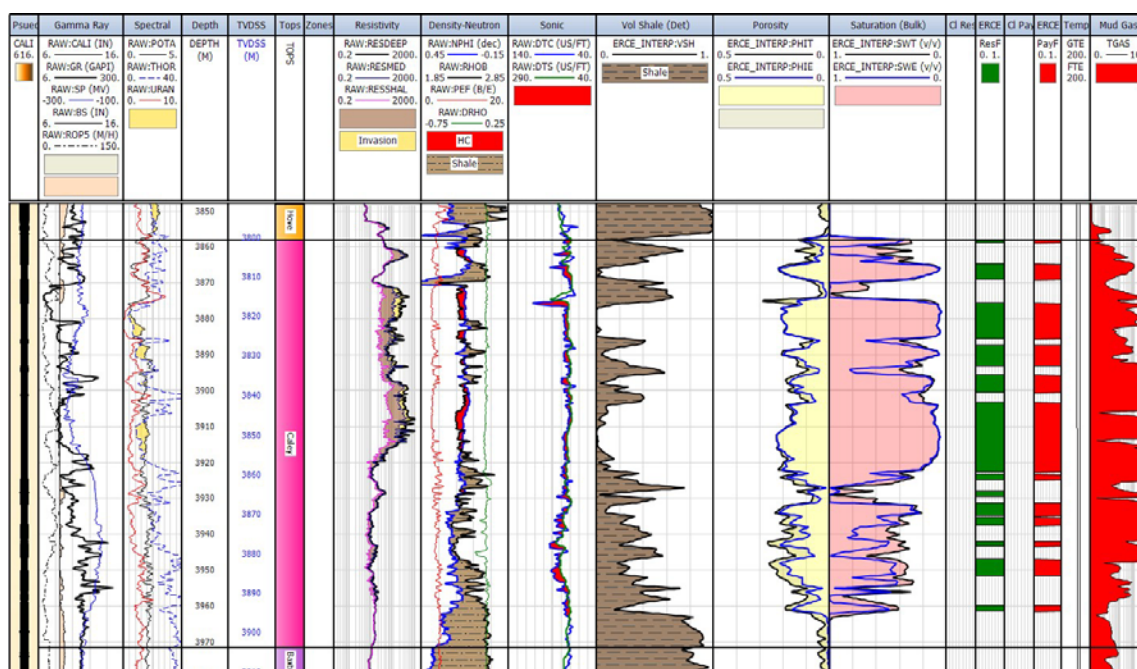 Psued
Gamma Ray
Spectral
Depth
TVDSS
Tops
Zones
Resistivity
Density-Neutron
Sonic
Vol Shale (Det)
Porosity
Saturation (Bulk)
Cl Res
ERCE
Cl Pay
ERCE
Temp
Mud Gas
CALI
616.
RAW:CALI (IN)
6. 16.
RAW:GR (GAPI)
6. 300.
RAW:SP (MV)
-300. -100.
RAW:BS (IN)
6. 16.
RAW:ROP5 (M/H)
0. 150.
RAW:POTA
0. 5.
RAW:THOR
0. 40.
RAW:URAN
0. 10.
DEPTH
(M)
TVDSS
(M)
TOPS
RAW:RESDEEP
0.2 2000.
RAW:RESMED
0.2 2000.
RAW:RESSHAL
0.2 2000.
Invasion
RAW:NPHI (dec)
0.45 -0.15
RAW:RHOB
1.85 2.85
RAW:PEF (B/E)
0. 20.
RAW:DRHO
-0.75 0.25
HC
Shale
RAW:DTC (US/FT)
140. 40.
RAW:DTS (US/FT)
290. 40.
ERCE_INTERP:VSH
0. 1.
Shale
ERCE_INTERP:PHIT
0.5 0.
ERCE_INTERP:PHIE
0.5 0.
ERCE_INTERP:SWT (v/v)
1. 0.
ERCE_INTERP:SWE (v/v)
1. 0.
ResF
0. 1.
PayF
0. 1.
GTE
200.
FTE
200.
TGAS
0. 10
Howe
3850
3860
3870
3880
3890
3900
3910
3920
3930
3940
3950
3960
3970
3800
3810
3820
3830
3840
3850
3860
3870
3880
3890
3900
Calley